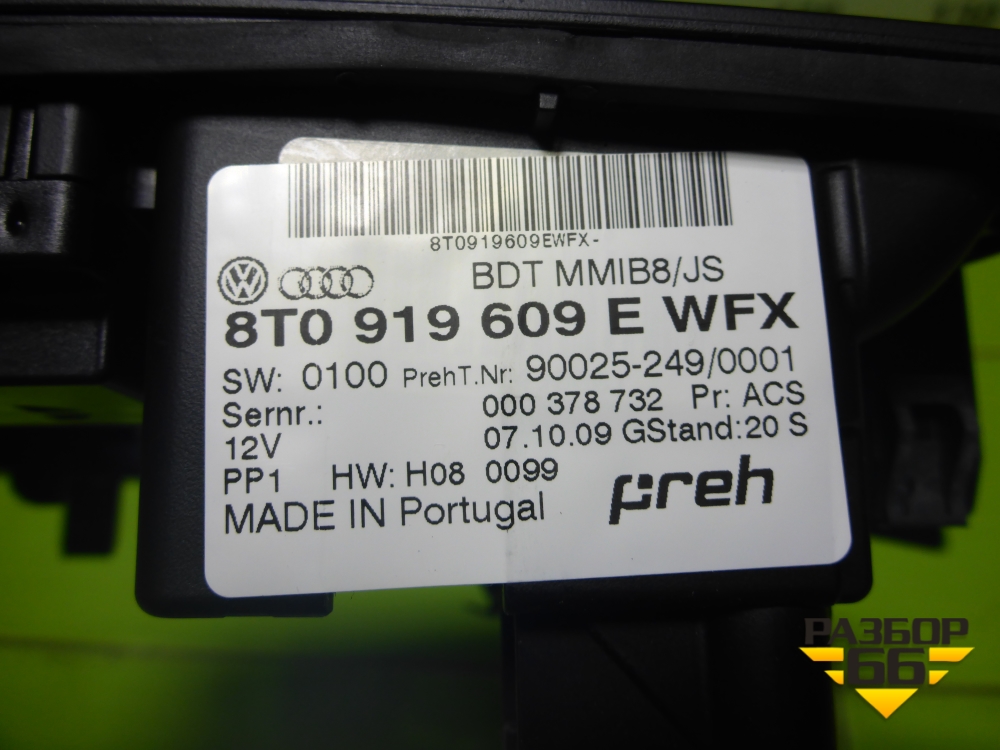 8T0919609EWFX-
BDT MMIB8/JS
8T0 919 609 E WFX
SW: 0100 PrehT.Nr: 90025-249/0001
Sernr.: 000 378 732 Pr: ACS
12V 07.10.09 GStand:20 S
PP1 HW: H08 0099
preh
MADE IN Portugal
РАЗБОР
66